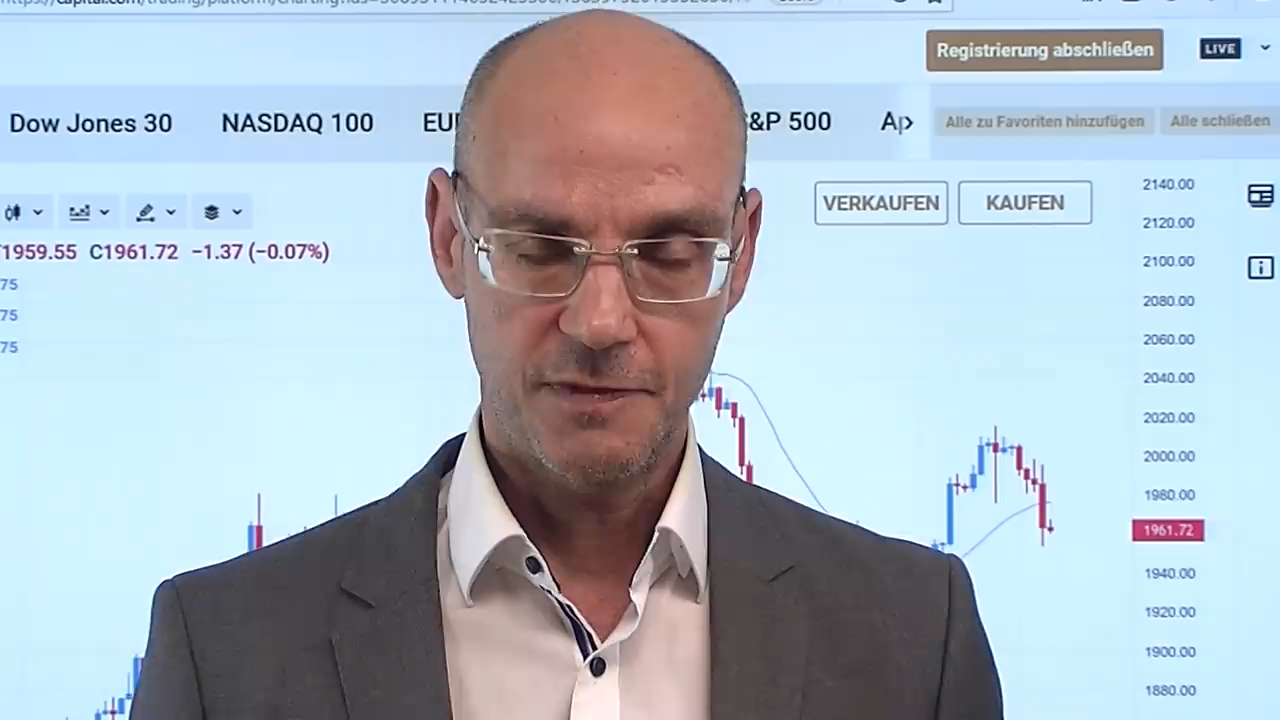 Registrierung abschließen
LIVE
Dow Jones 30 NASDAQ 100 &P 500
Alle zu Favoriten hinzufügen Alle schließen
VERKAUFEN KAUFEN
1959.55 C1961.72 −1.37 (−0.07%)
75
75
75
2140.00
2120.00
2100.00
2080.00
2060.00
2040.00
2020.00
2000.00
1980.00
1961.72
1940.00
1920.00
1900.00
1880.00